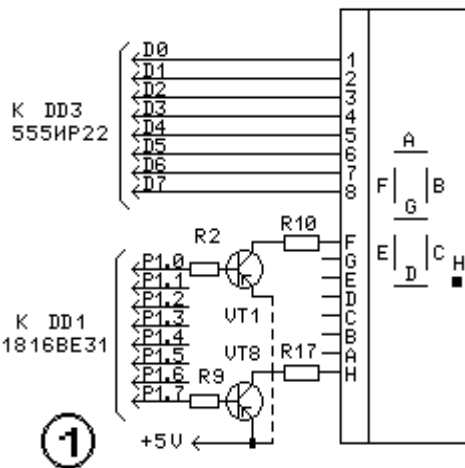 D0
D1
D2
D3
D4
D5
D6
D7
К DD3
555ИР22
1
2
3
4
5
6
7
8
A
F
B
G
E
C
D
H
P1.0
P1.1
P1.2
P1.3
P1.4
P1.5
P1.6
P1.7
К DD1
1816ВЕ31
R2
R10
VT1
VT8
R9
R17
F
G
E
D
C
B
A
H
+5V
1